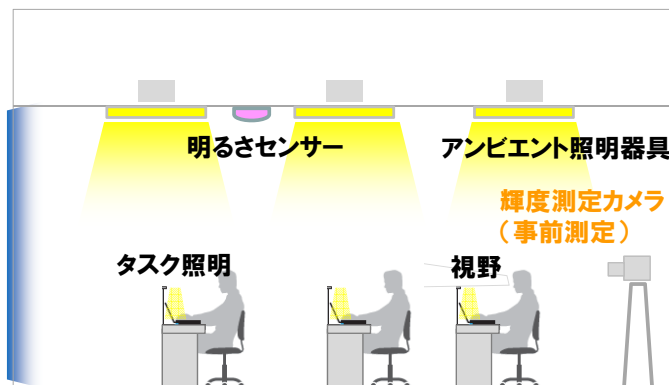 明るさセンサー
アンビエント照明器具
輝度測定カメラ
（事前測定）
タスク照明
視野